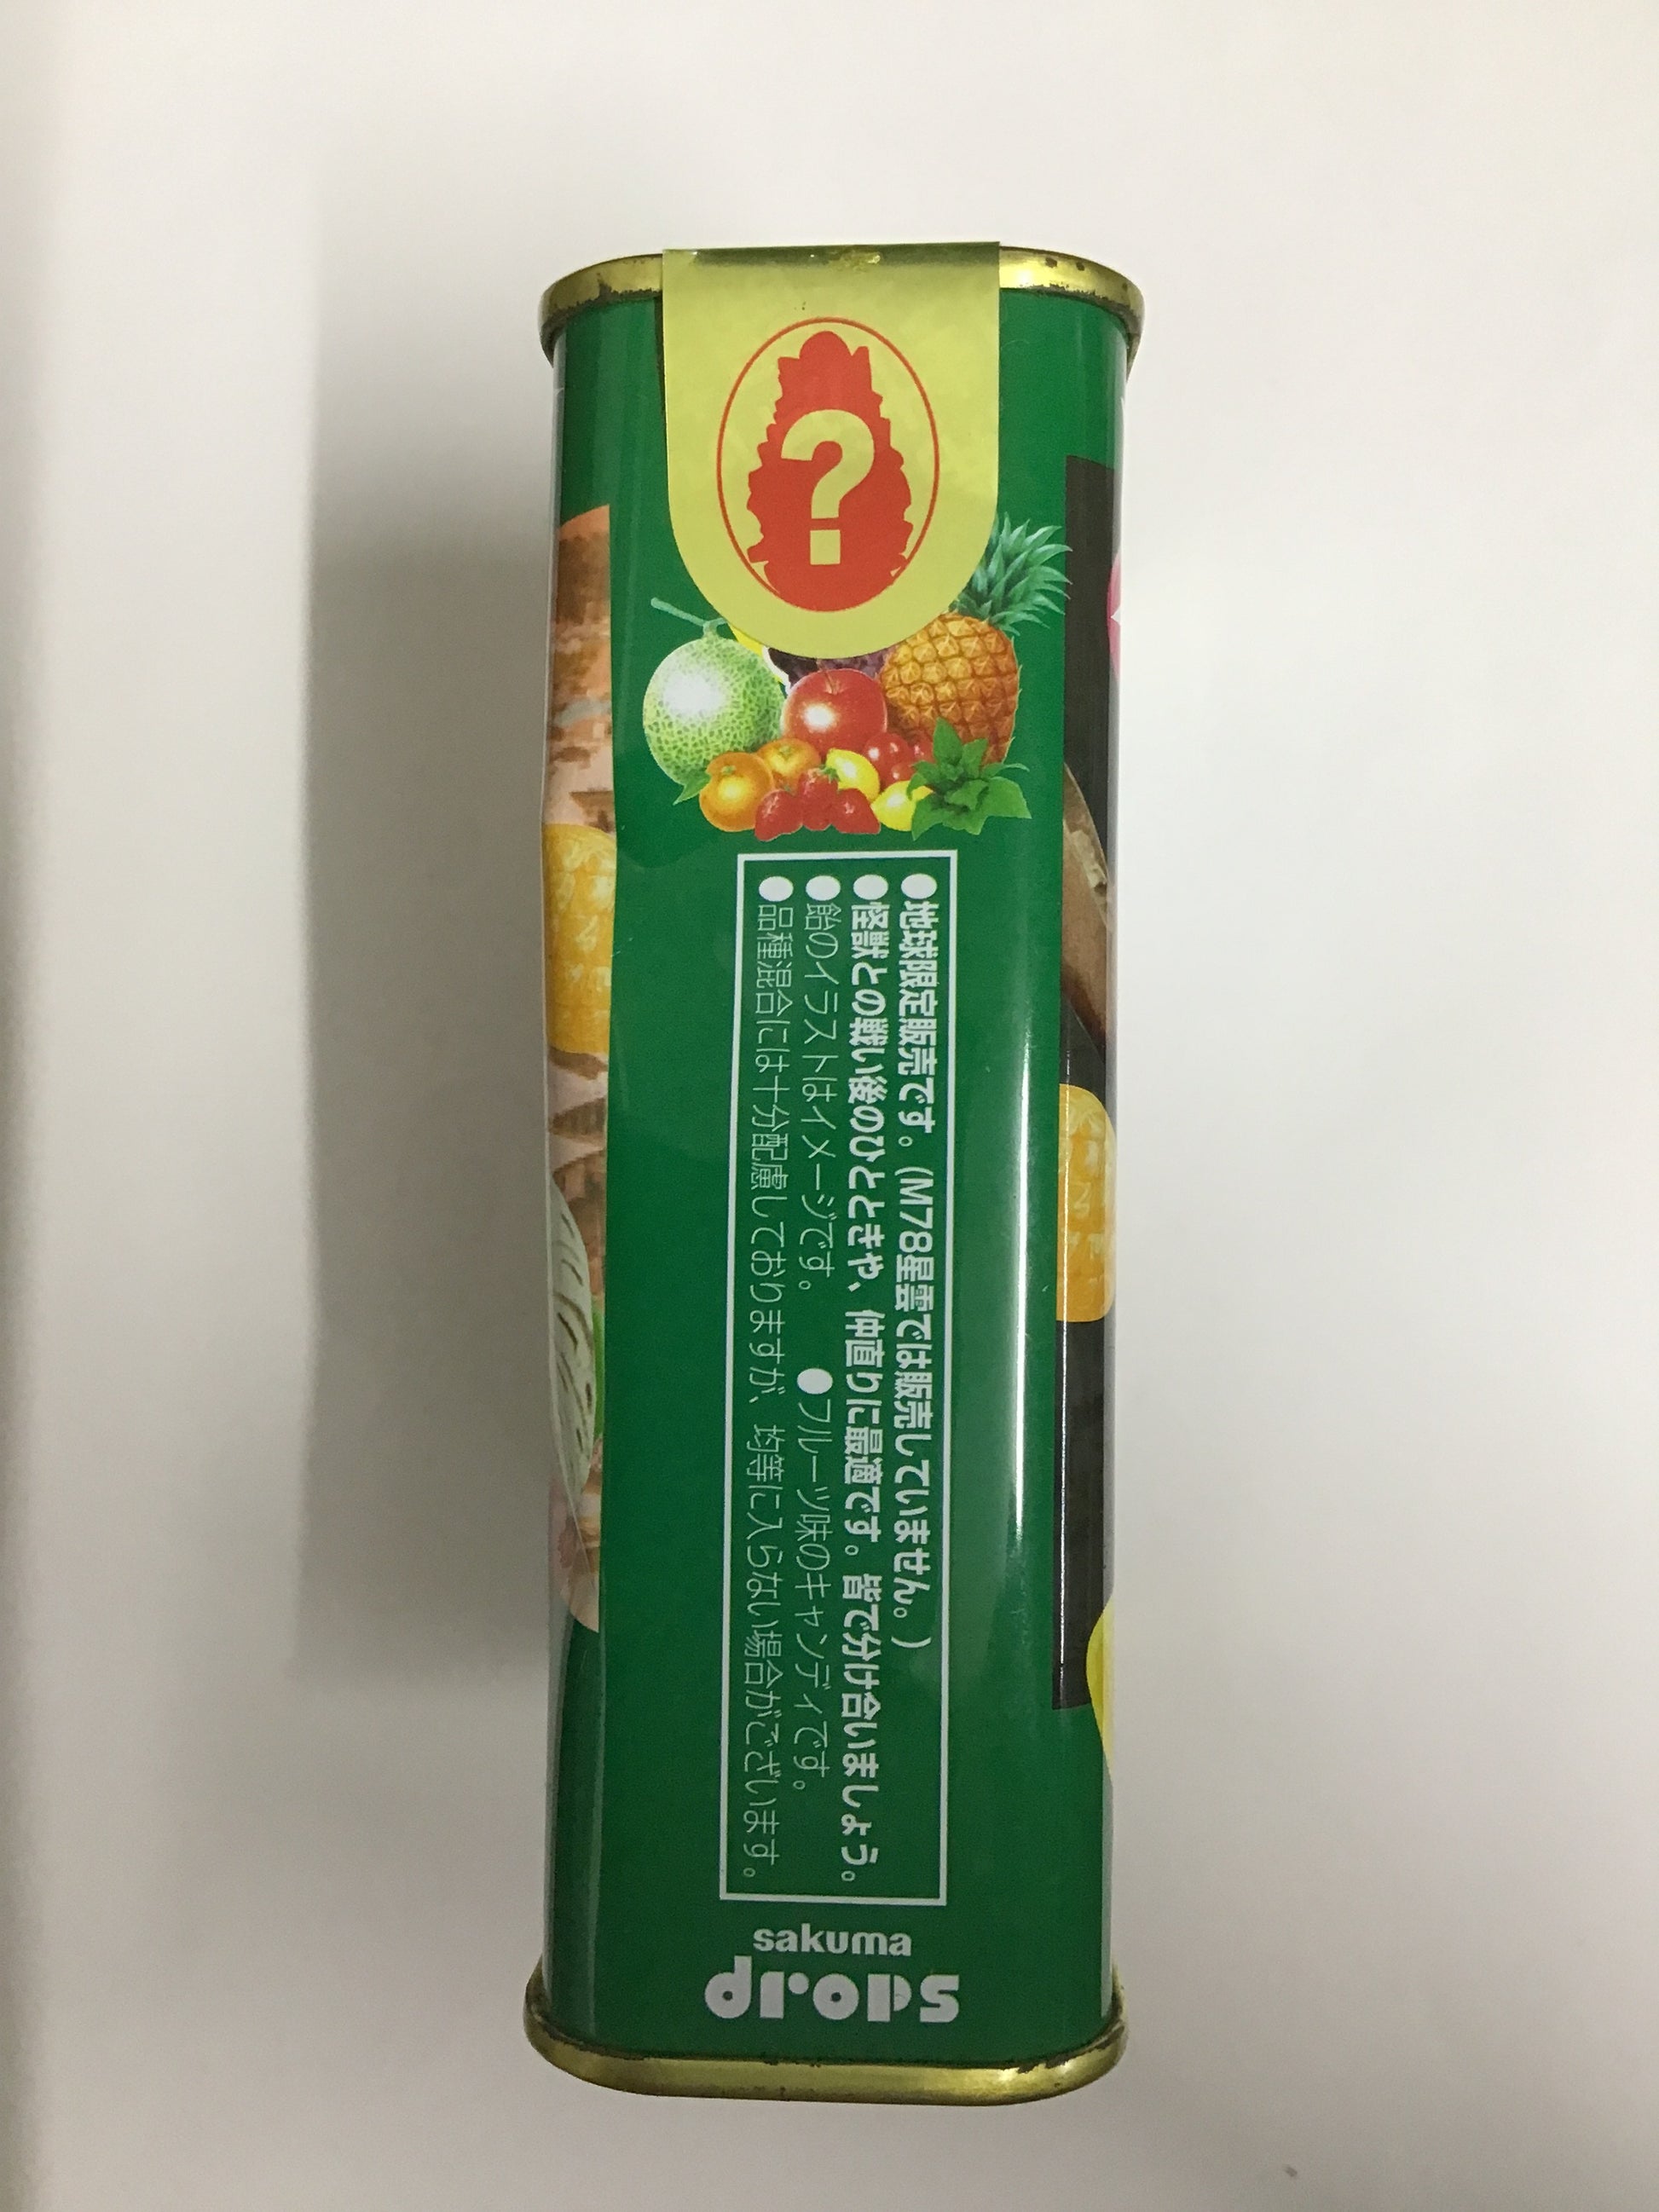 ?
●地球限定販売です。(M78星雲では販売していません。)
●怪獣との戦い後のひとときや、仲直りに最適です。皆で分け合いましょう。
●飴のイラストはイメージです。 ●フルーツ味のキャンディです。
●品種混合には十分配慮しておりますが、均等に入らない場合がございます。
sakuma
drops